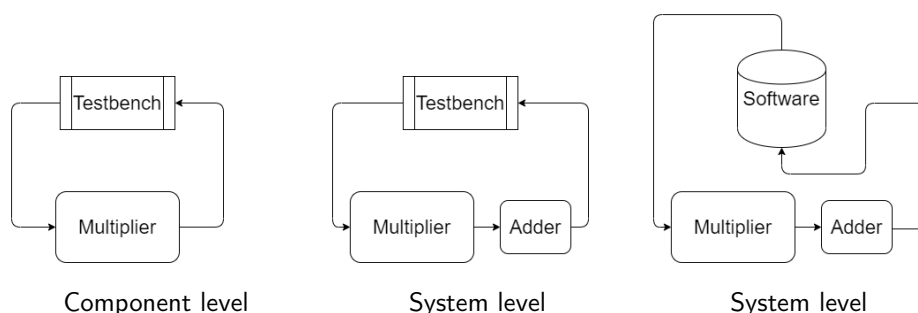 Testbench
Multiplier
Component level
Testbench
Multiplier
Adder
System level
Software
Multiplier
Adder
System level